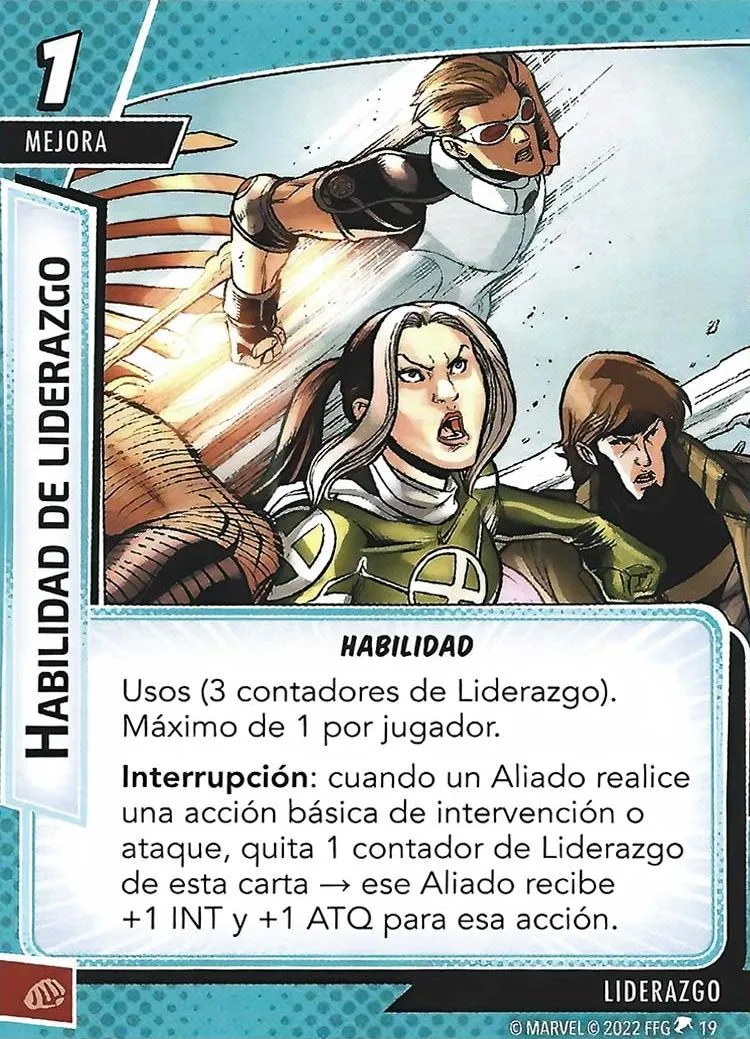 1
MEJORA
HABILIDAD DE LIDERAZGO
HABILIDAD
Usos (3 contadores de Liderazgo).
Máximo de 1 por jugador.
Interrupción: cuando un Aliado realice
una acción básica de intervención o
ataque, quita 1 contador de Liderazgo
de esta carta → ese Aliado recibe
+1 INT y +1 ATQ para esa acción.
LIDERAZGO
© MARVEL © 2022 FFG 19